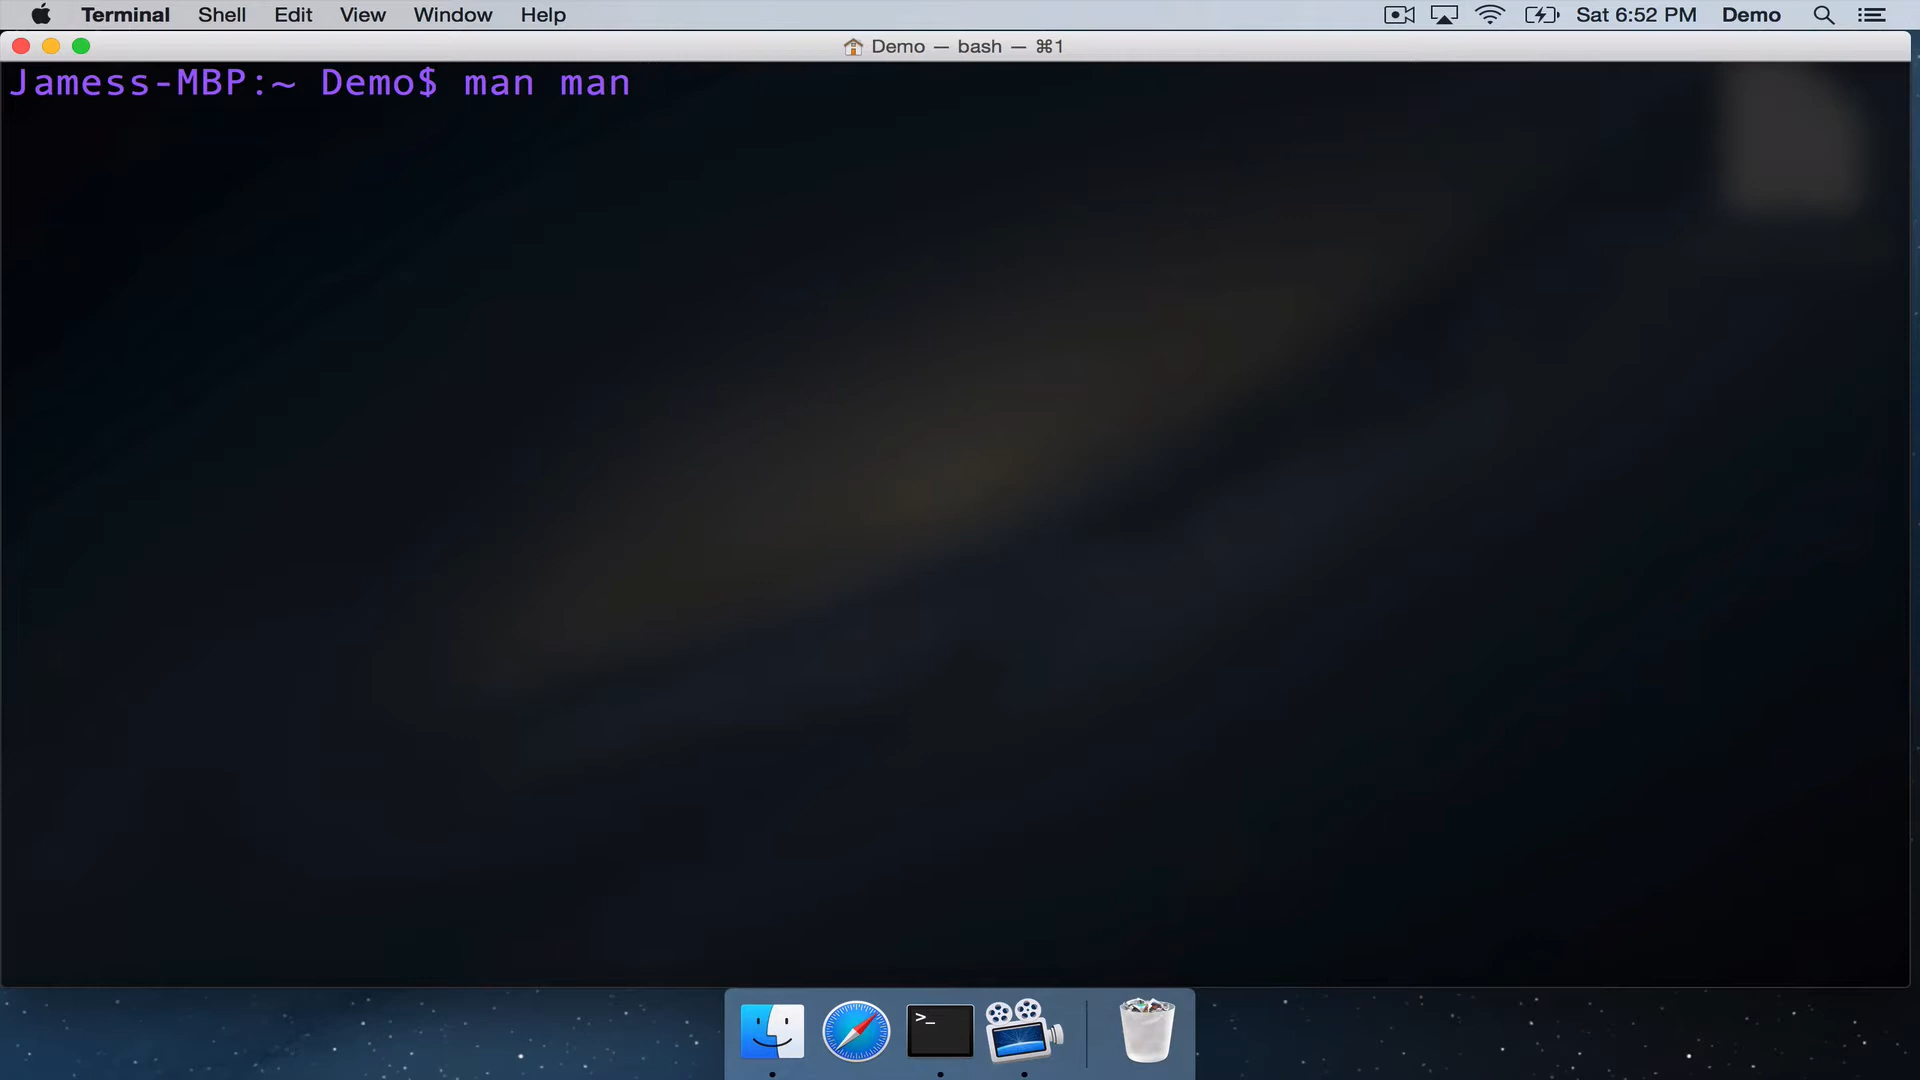 Terminal Shell Edit View Window Help Sat 6:52 PM Demo
Demo — bash — ⌘1
Jamess-MBP:~ Demo$ man man
>_